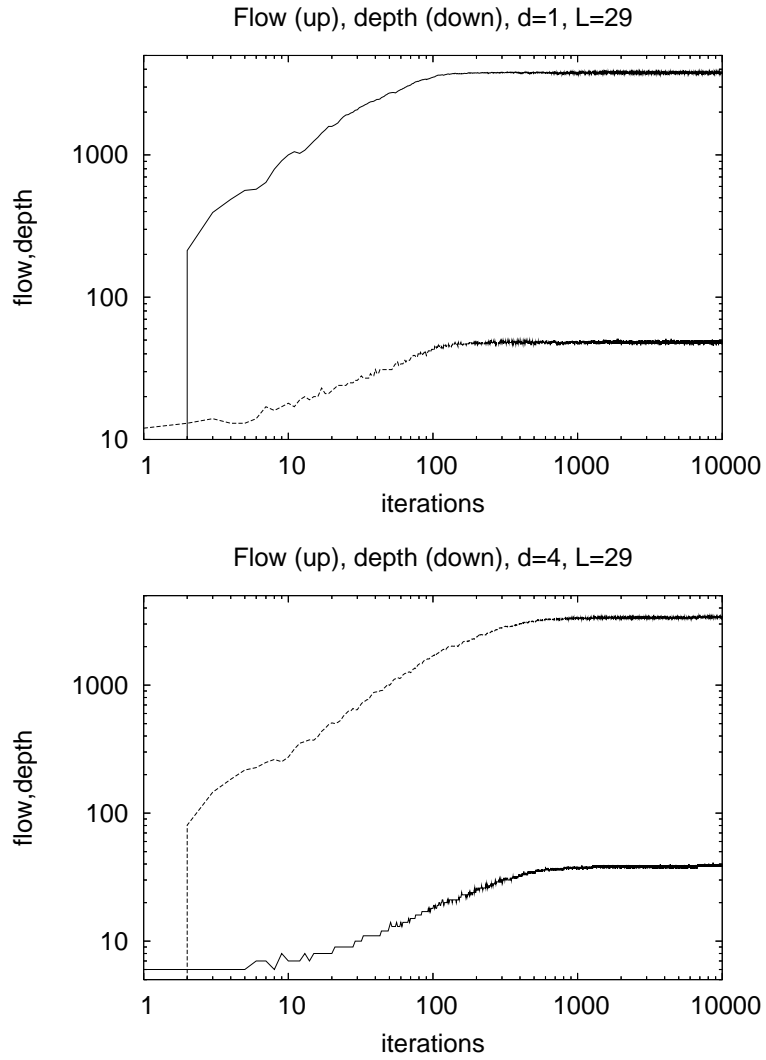 Flow (up), depth (down), d=1, L=29
flow,depth
1000
100
10
1 10 100 1000 10000
iterations
Flow (up), depth (down), d=4, L=29
flow,depth
1000
100
10
1 10 100 1000 10000
iterations